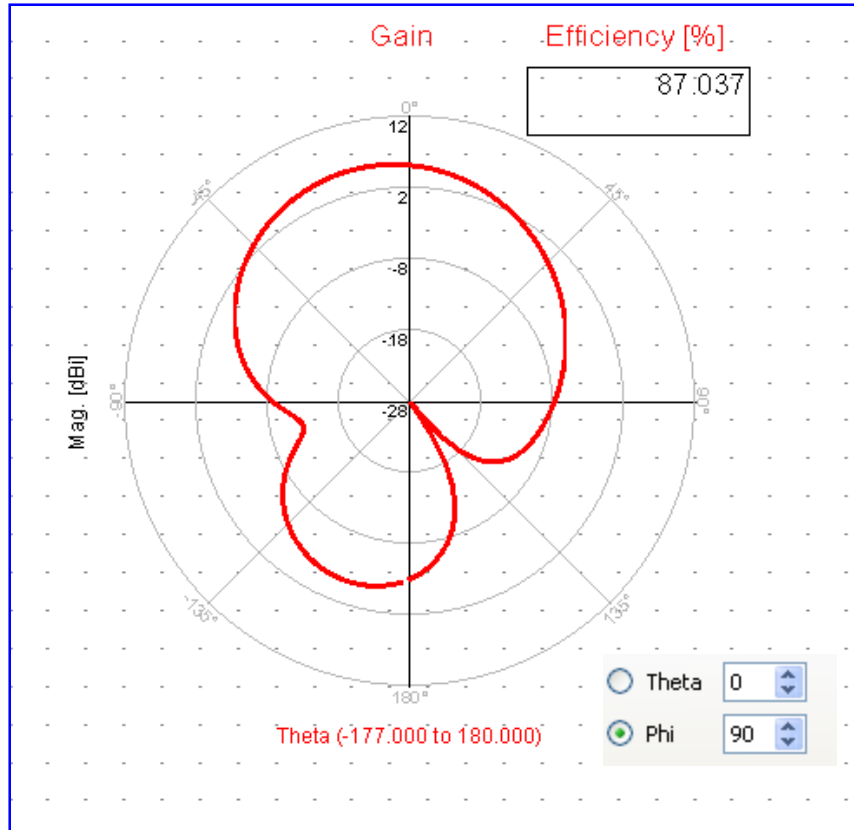 Gain
Efficiency [%]
87.037
0°
12
-45°
45°
2
-8
-18
Mag. [dBi]
-90°
-28
90°
-135°
135°
180°
Theta 0
Phi 90
Theta (-177.000 to 180.000)